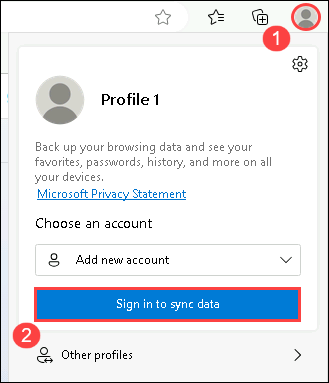 1
Profile 1
Back up your browsing data and see your
favorites, passwords, history, and more on all
your devices.
Microsoft Privacy Statement
Choose an account
Add new account
Sign in to sync data
2
Other profiles